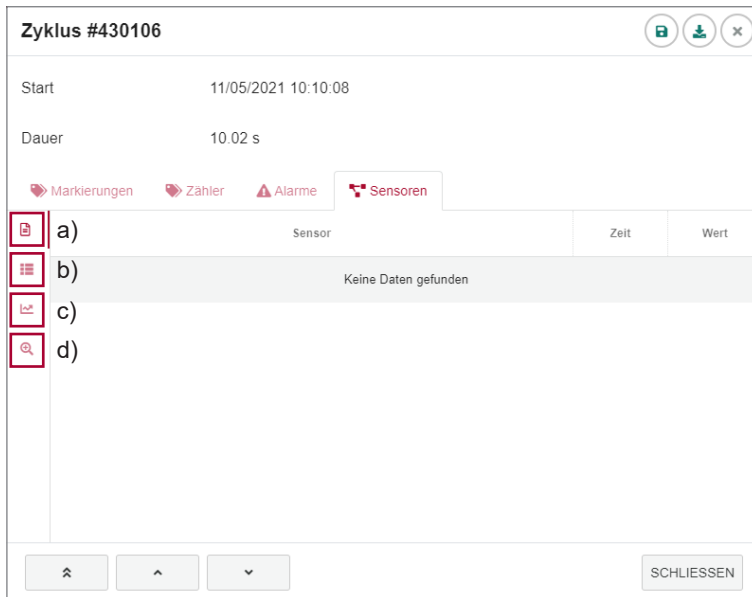 Zyklus #430106
Start 11/05/2021 10:10:08
Dauer 10.02 s
Markierungen Zähler Alarme Sensoren
a) Sensor Zeit Wert
b) Keine Daten gefunden
c)
d)
SCHLIESSEN